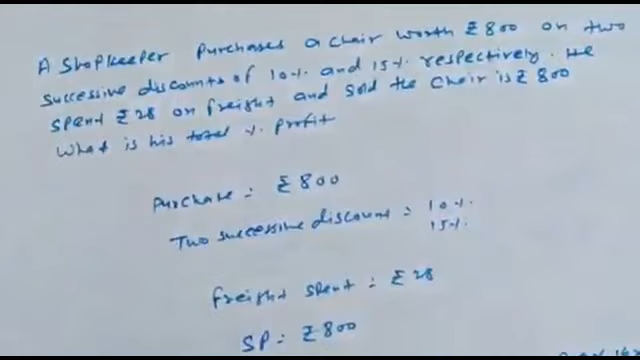 A Shopkeeper purchases a chair worth ₹800 on two
successive discounts of 10% and 15% respectively. He
spent ₹28 on freight and sold the chair is ₹800
what is his total % profit
purchase = ₹800
Two successive discount = 10%
15%
freight spent = ₹28
SP = ₹800